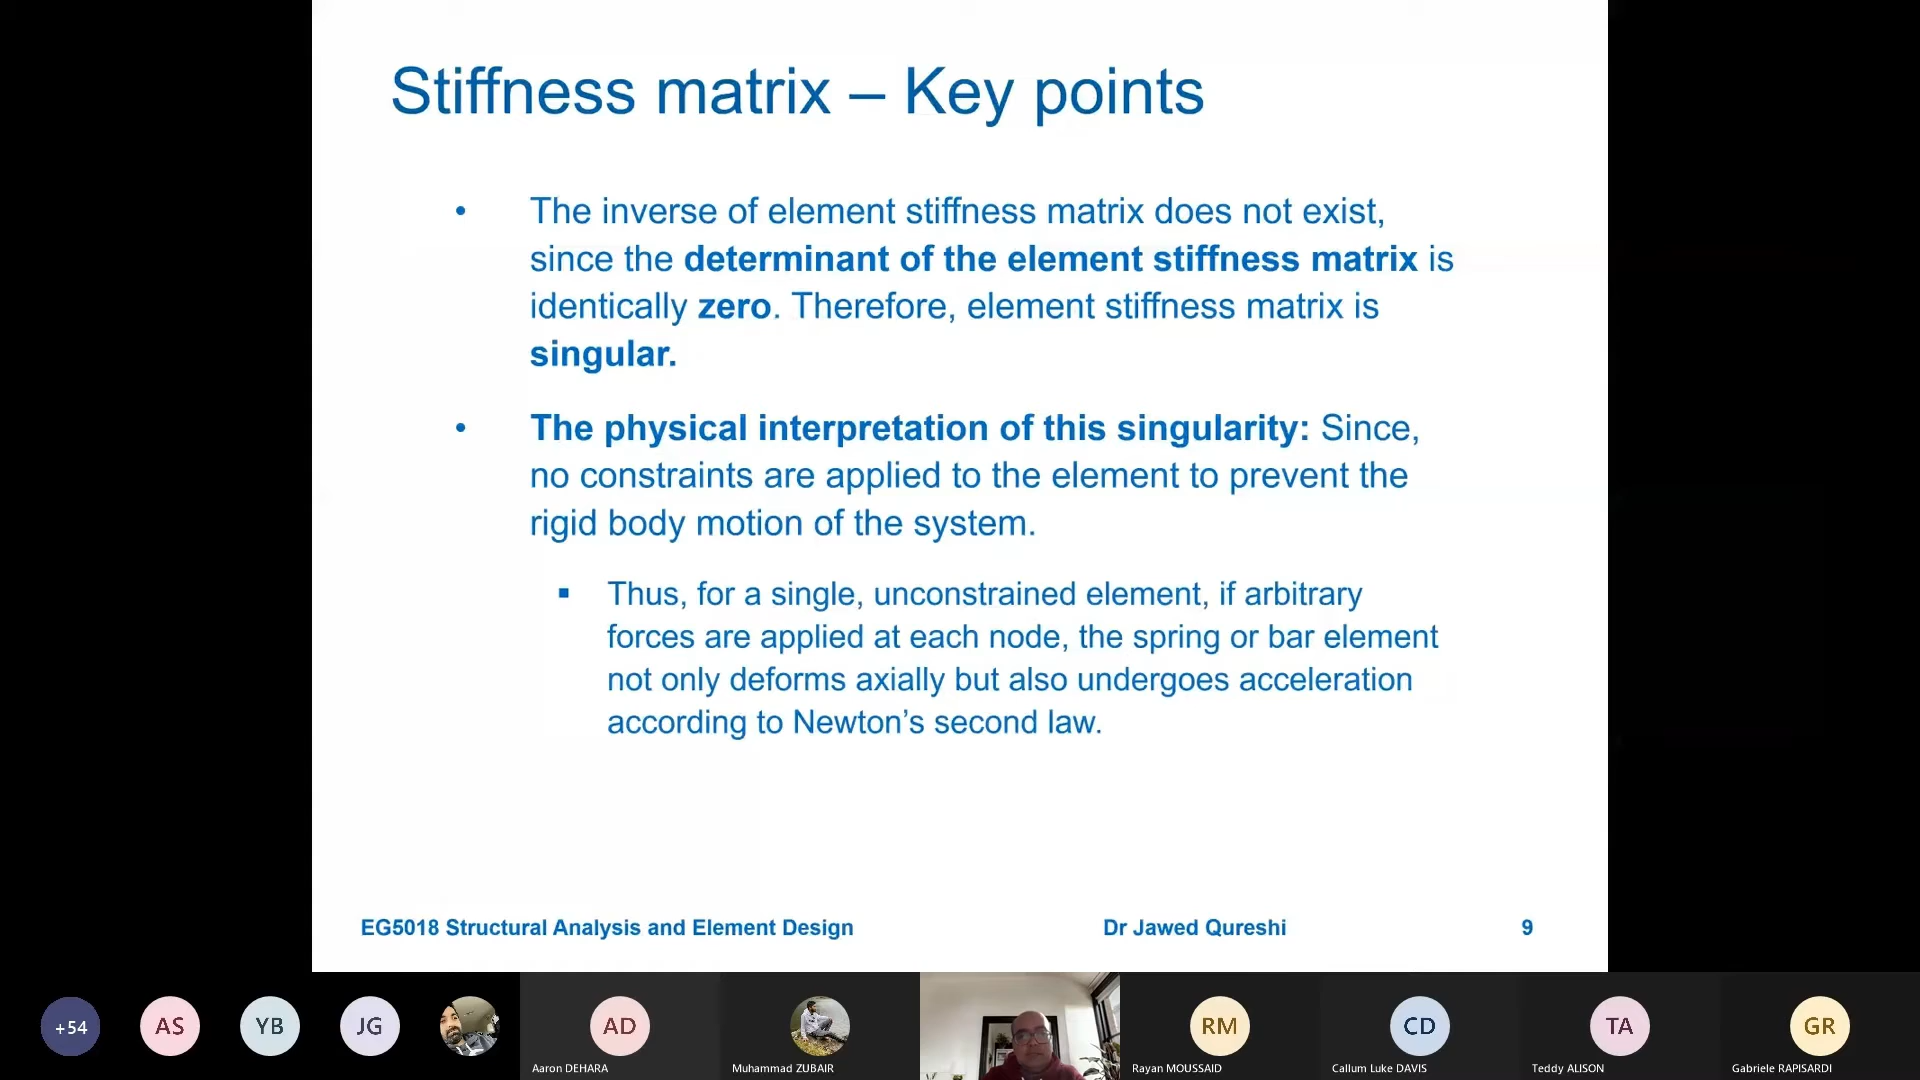 Stiffness matrix – Key points
• The inverse of element stiffness matrix does not exist,
since the determinant of the element stiffness matrix is
identically zero. Therefore, element stiffness matrix is
singular.
• The physical interpretation of this singularity: Since,
no constraints are applied to the element to prevent the
rigid body motion of the system.
▪ Thus, for a single, unconstrained element, if arbitrary
forces are applied at each node, the spring or bar element
not only deforms axially but also undergoes acceleration
according to Newton’s second law.
EG5018 Structural Analysis and Element Design Dr Jawed Qureshi 9
+54 AS YB JG AD RM CD TA GR
Aaron DEHARA Muhammad ZUBAIR Rayan MOUSSAID Callum Luke DAVIS Teddy ALISON Gabriele RAPISARDI